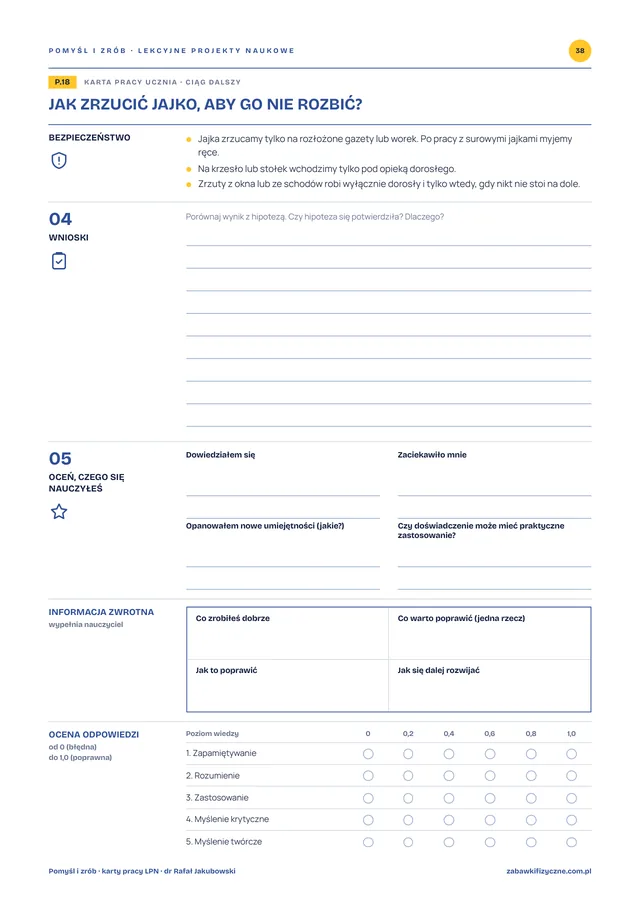 POMYŚL I ZRÓB · LEKCYJNE PROJEKTY NAUKOWE
38
P.18 KARTA PRACY UCZNIA · CIĄG DALSZY
JAK ZRZUCIĆ JAJKO, ABY GO NIE ROZBIĆ?
BEZPIECZEŃSTWO
Jajka zrzucamy tylko na rozłożone gazety lub worek. Po pracy z surowymi jajkami myjemy
ręce.
Na krzesło lub stołek wchodzimy tylko pod opieką dorosłego.
Zrzuty z okna lub ze schodów robi wyłącznie dorosły i tylko wtedy, gdy nikt nie stoi na dole.
04
WNIOSKI
Porównaj wynik z hipotezą. Czy hipoteza się potwierdziła? Dlaczego?
05
OCEŃ, CZEGO SIĘ
NAUCZYŁEŚ
Dowiedziałem się
Zaciekawiło mnie
Opanowałem nowe umiejętności (jakie?)
Czy doświadczenie może mieć praktyczne
zastosowanie?
INFORMACJA ZWROTNA
wypełnia nauczyciel
Co zrobiłeś dobrze
Co warto poprawić (jedna rzecz)
Jak to poprawić
Jak się dalej rozwijać
OCENA ODPOWIEDZI
od 0 (błędna)
do 1,0 (poprawna)
Poziom wiedzy 0 0,2 0,4 0,6 0,8 1,0
1. Zapamiętywanie
2. Rozumienie
3. Zastosowanie
4. Myślenie krytyczne
5. Myślenie twórcze
Pomyśl i zrób · karty pracy LPN · dr Rafał Jakubowski
zabawkifizyczne.com.pl